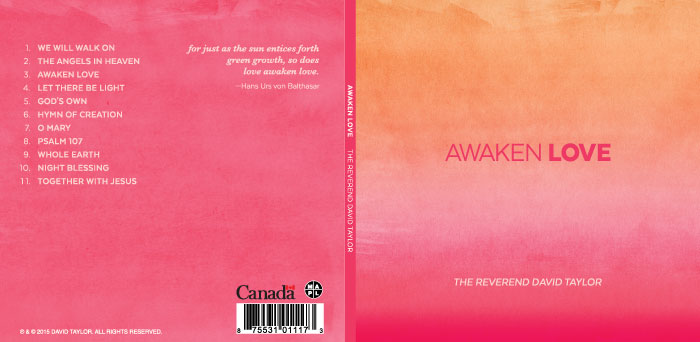 1. WE WILL WALK ON
2. THE ANGELS IN HEAVEN
3. AWAKEN LOVE
4. LET THERE BE LIGHT
5. GOD'S OWN
6. HYMN OF CREATION
7. O MARY
8. PSALM 107
9. WHOLE EARTH
10. NIGHT BLESSING
11. TOGETHER WITH JESUS
for just as the sun entices forth
green growth, so does
love awaken love.
—Hans Urs von Balthasar
Canada
MAPL
8 75531 01117 3
℗ & © 2015 DAVID TAYLOR. ALL RIGHTS RESERVED.
AWAKEN LOVE THE REVEREND DAVID TAYLOR
AWAKEN LOVE
THE REVEREND DAVID TAYLOR